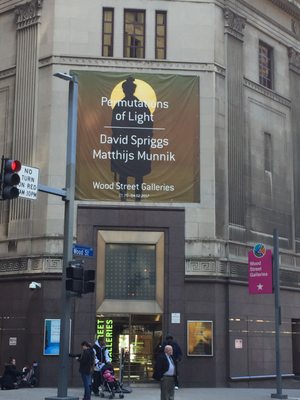 Permutations
of Light
David Spriggs
Matthijs Munnik
Wood Street Galleries
NO
TURN
ON RED
Wood St
Wood
Street
Galleries
GALLERIES